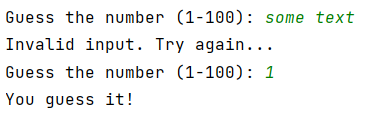 Guess the number (1-100): some text
Invalid input. Try again...
Guess the number (1-100): 1
You guess it!